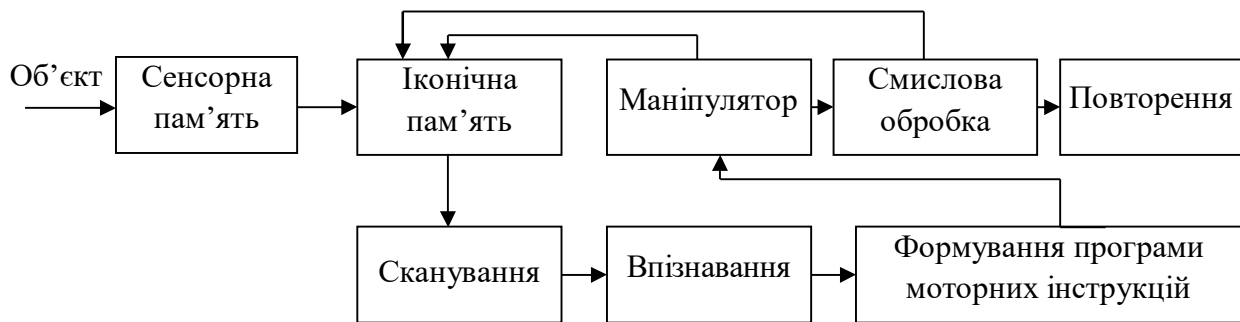 Об’єкт
Сенсорна
пам’ять
Іконічна
пам’ять
Маніпулятор
Смислова
обробка
Повторення
Сканування
Впізнавання
Формування програми
моторних інструкцій